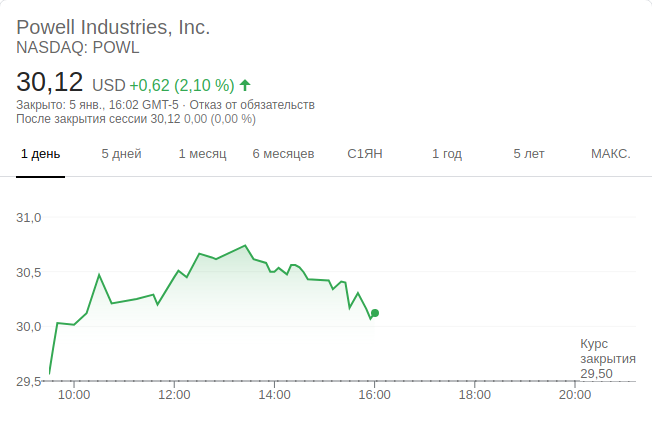 Powell Industries, Inc.
NASDAQ: POWL
30,12 USD +0,62 (2,10 %)
Закрыто: 5 янв., 16:02 GMT-5 · Отказ от обязательств
После закрытия сессии 30,12 0,00 (0,00 %)
1 день 5 дней 1 месяц 6 месяцев С1ЯН 1 год 5 лет МАКС.
31,0
30,5
30,0
Курс
закрытия
29,50
29,5
10:00 12:00 14:00 16:00 18:00 20:00